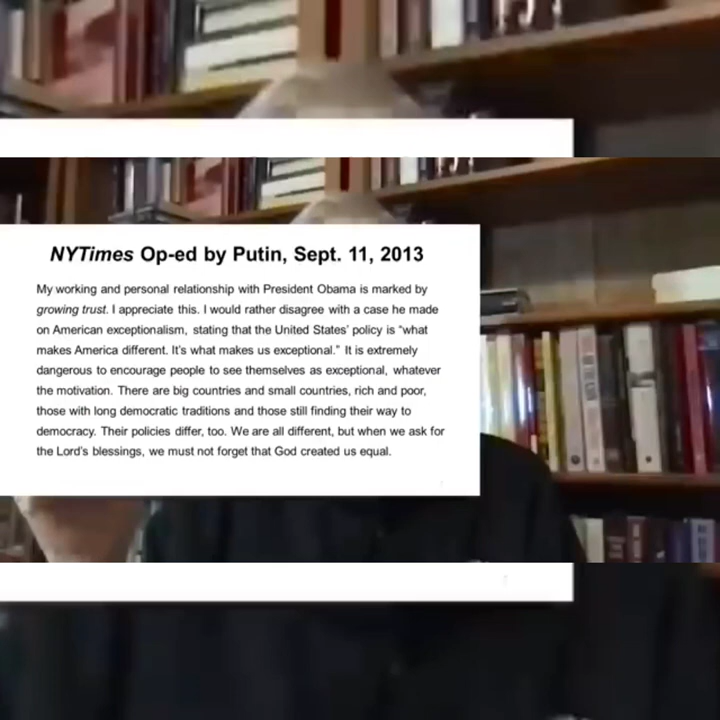 NYTimes Op-ed by Putin, Sept. 11, 2013
My working and personal relationship with President Obama is marked by
growing trust. I appreciate this. I would rather disagree with a case he made
on American exceptionalism, stating that the United States' policy is "what
makes America different. It's what makes us exceptional." It is extremely
dangerous to encourage people to see themselves as exceptional, whatever
the motivation. There are big countries and small countries, rich and poor,
those with long democratic traditions and those still finding their way to
democracy. Their policies differ, too. We are all different, but when we ask for
the Lord's blessings, we must not forget that God created us equal.